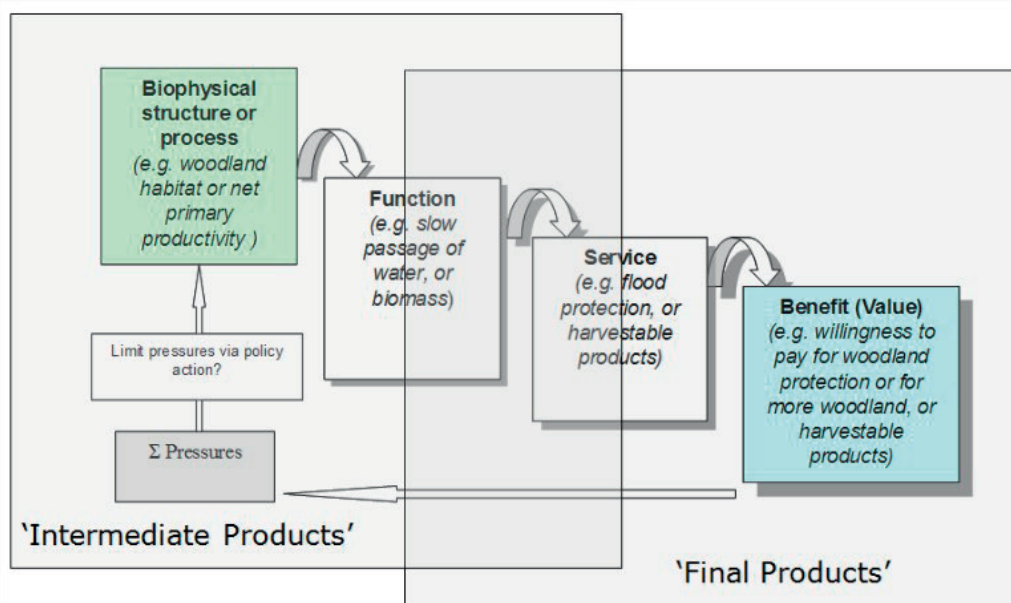 Biophysical
structure or
process
(e.g. woodland
habitat or net
primary
productivity )
Function
(e.g. slow
passage of
water, or
biomass)
Service
(e.g. flood
protection, or
harvestable
products)
Benefit (Value)
(e.g. willingness to
pay for woodland
protection or for
more woodland, or
harvestable
products)
Limit pressures via policy
action?
Σ Pressures
'Intermediate Products'
'Final Products'